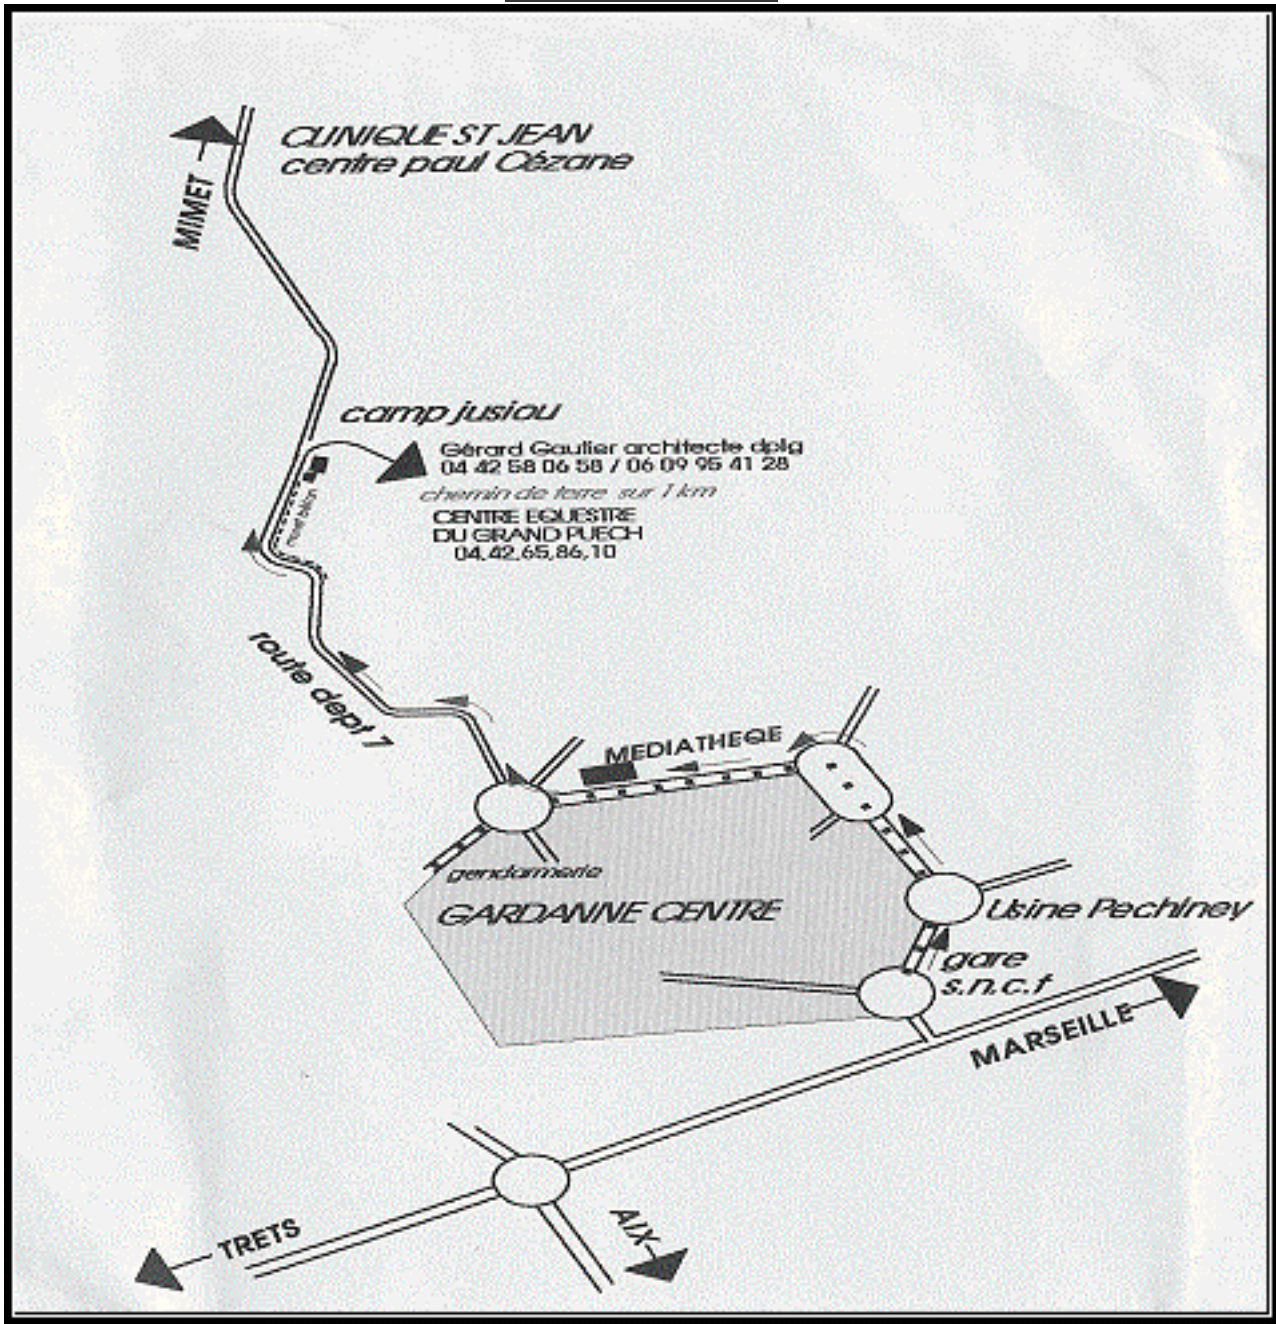 CLINIQUE ST JEAN
centre paul Cézane
MIMET
camp jusiou
Gérard Gautier architecte dplg
04 42 58 06 58 / 06 09 95 41 28
chemin de terre sur 1 km
CENTRE EQUESTRE
DU GRAND PUECH
04,42,65,86,10
route dept 7
MEDIATHEQE
gendarmerie
GARDANNE CENTRE
Usine Pechiney
gare
s.n.c.f
MARSEILLE
AIX
TRETS